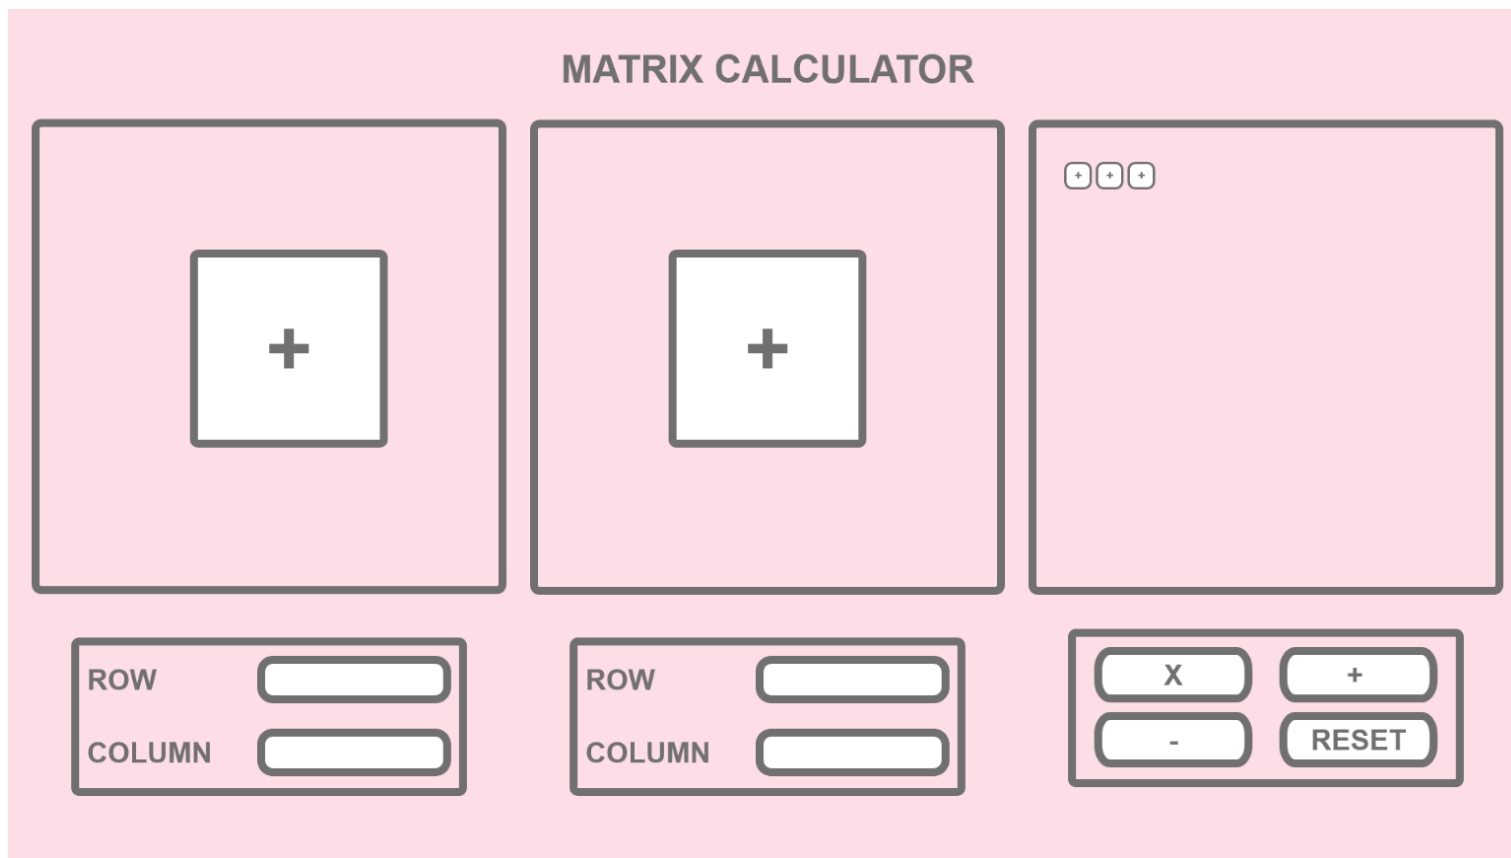 MATRIX CALCULATOR
+
+
+ + +
ROW
COLUMN
ROW
COLUMN
X +
- RESET